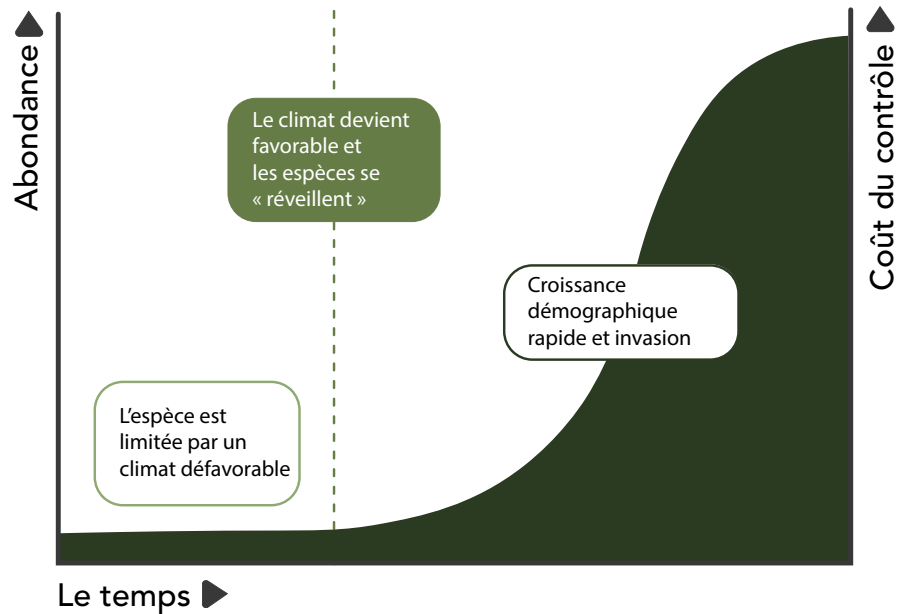 Abondance
Le climat devient
favorable et
les espèces se
« réveillent »
Croissance
démographique
rapide et invasion
L'espèce est
limitée par un
climat défavorable
Coût du contrôle
Le temps